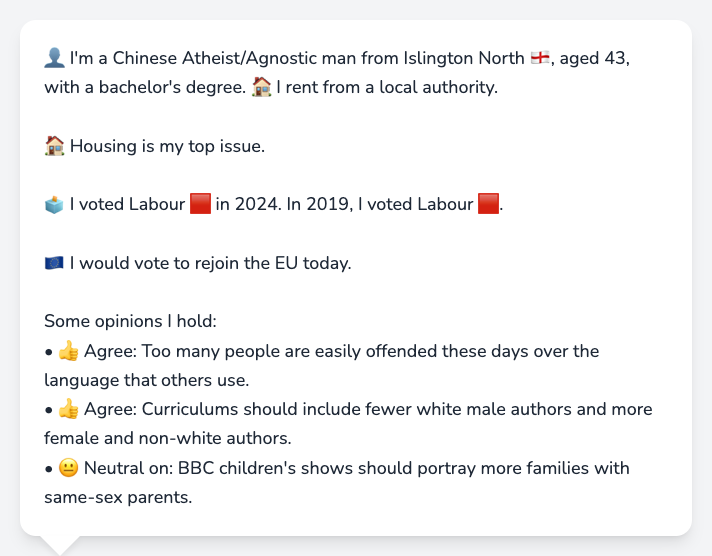 👤 I'm a Chinese Atheist/Agnostic man from Islington North 🏴󠁧󠁢󠁥󠁮󠁧󠁿, aged 43,
with a bachelor's degree. 🏠 I rent from a local authority.
🏠 Housing is my top issue.
🗳️ I voted Labour 🟥 in 2024. In 2019, I voted Labour 🟥.
🇪🇺 I would vote to rejoin the EU today.
Some opinions I hold:
• 👍 Agree: Too many people are easily offended these days over the
language that others use.
• 👍 Agree: Curriculums should include fewer white male authors and more
female and non-white authors.
• 😐 Neutral on: BBC children's shows should portray more families with
same-sex parents.